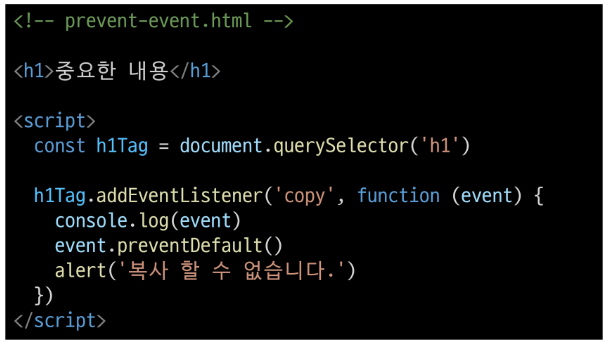 <!-- prevent-event.html -->
<h1>중요한 내용</h1>
<script>
const h1Tag = document.querySelector('h1')
h1Tag.addEventListener('copy', function (event) {
console.log(event)
event.preventDefault()
alert('복사 할 수 없습니다.')
})
</script>